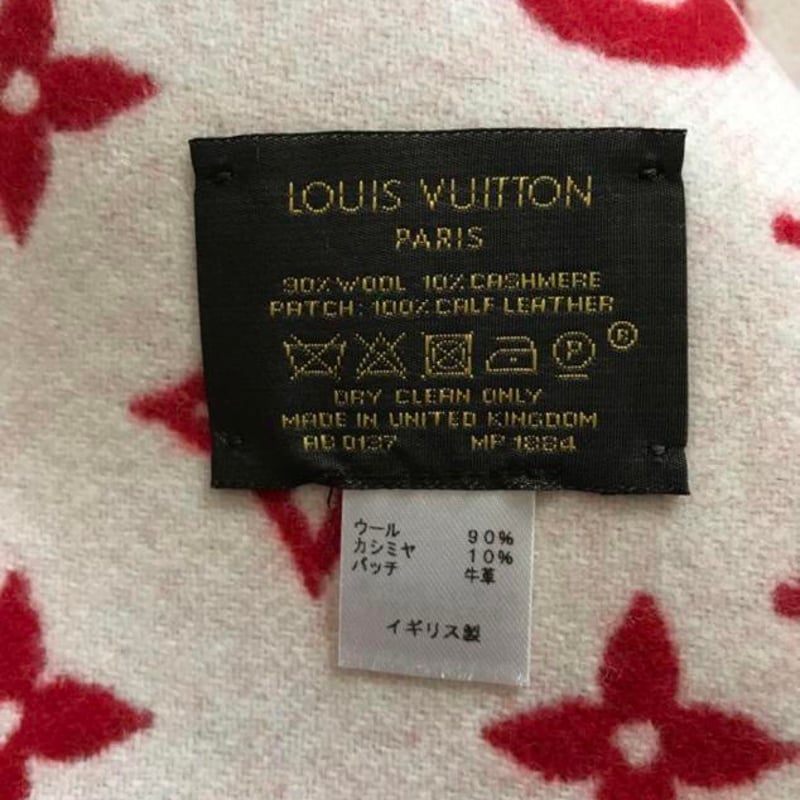 LOUIS VUITTON
PARIS
90% WOOL 10% CASHMERE
PATCH: 100% CALF LEATHER
P
R
DRY CLEAN ONLY
MADE IN UNITED KINGDOM
MP 1884
ウール 90%
カシミヤ 10%
パッチ 牛革
イギリス製